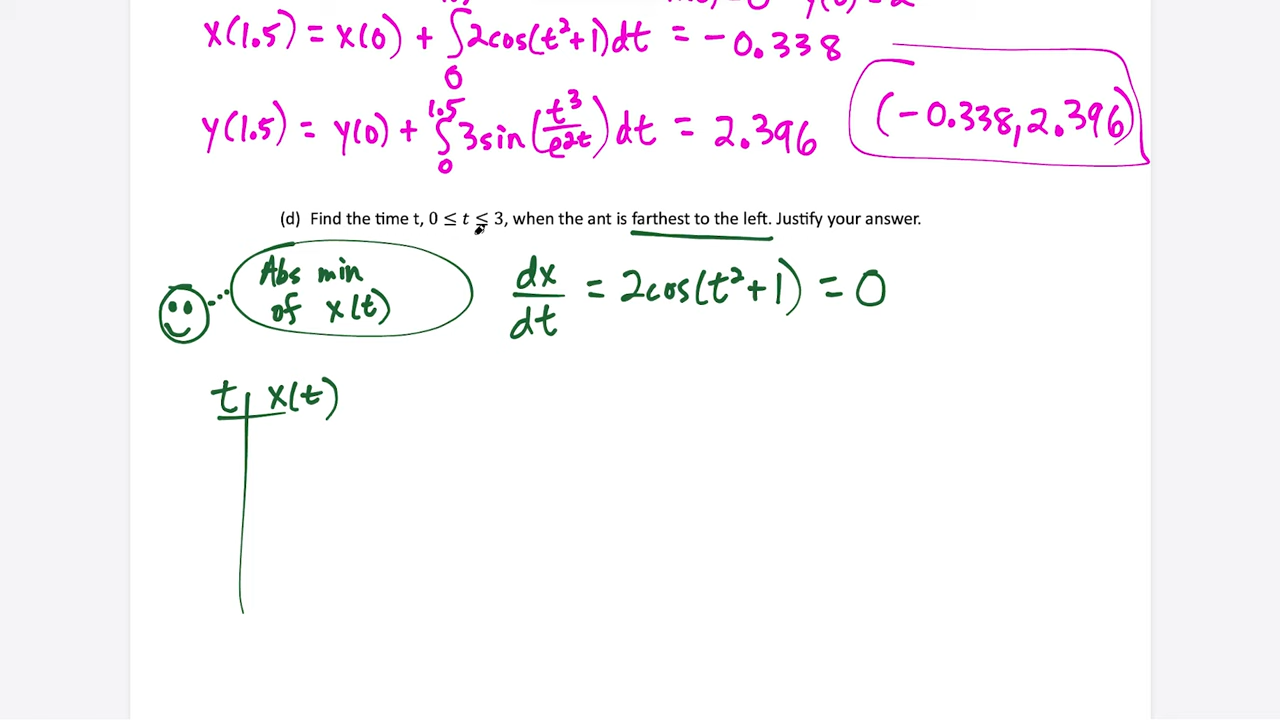 x(1.5) = x(0) + ∫₀ 2cos(t²+1)dt = -0.338
y(1.5) = y(0) + ∫₀^1.5 3sin(t³/e^2t)dt = 2.396
(-0.338, 2.396)
(d) Find the time t, 0 ≤ t ≤ 3, when the ant is farthest to the left. Justify your answer.
Abs min
of x(t)
dx/dt = 2cos(t²+1) = 0
t x(t)